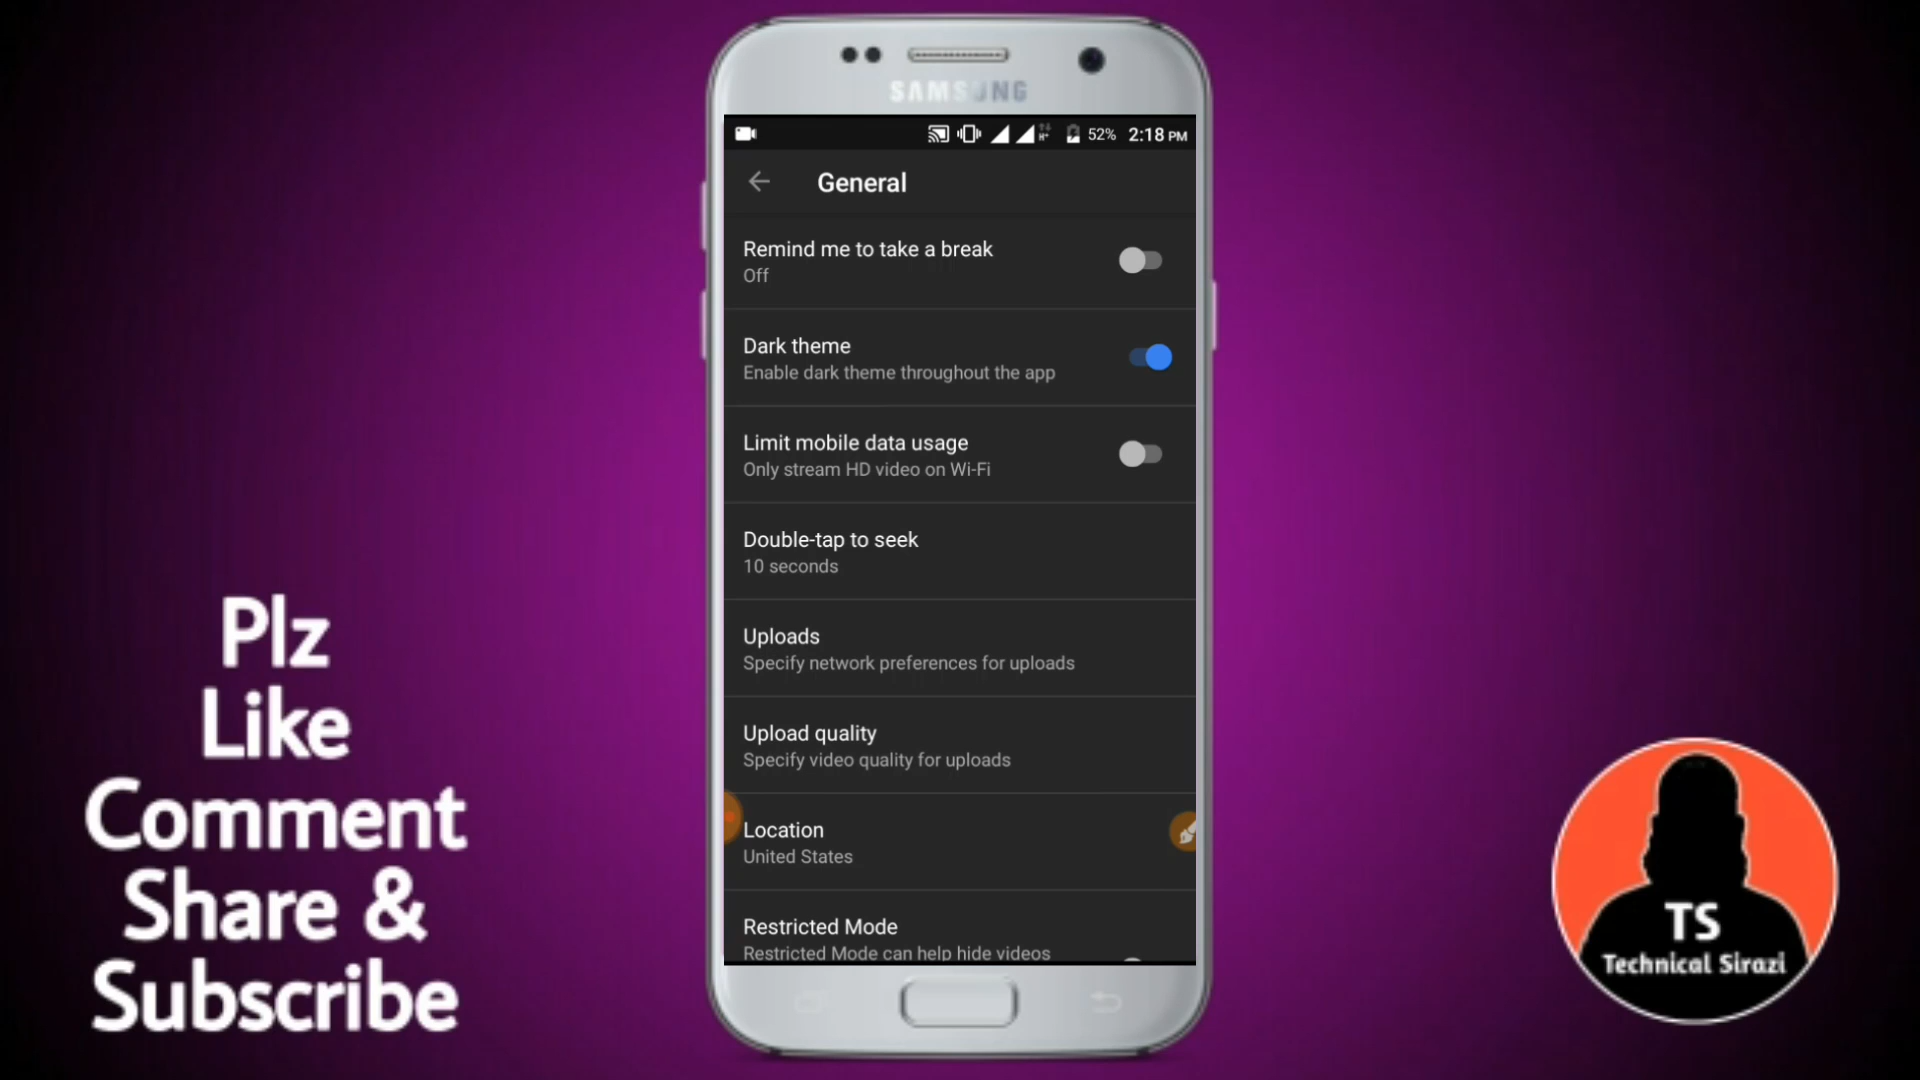 SAMSUNG
52% 2:18 PM
General
Remind me to take a break
Off
Dark theme
Enable dark theme throughout the app
Limit mobile data usage
Only stream HD video on Wi-Fi
Double-tap to seek
10 seconds
Uploads
Specify network preferences for uploads
Upload quality
Specify video quality for uploads
Location
United States
Restricted Mode
Restricted Mode can help hide videos
Plz
Like
Comment
Share &
Subscribe
TS
Technical Sirazi